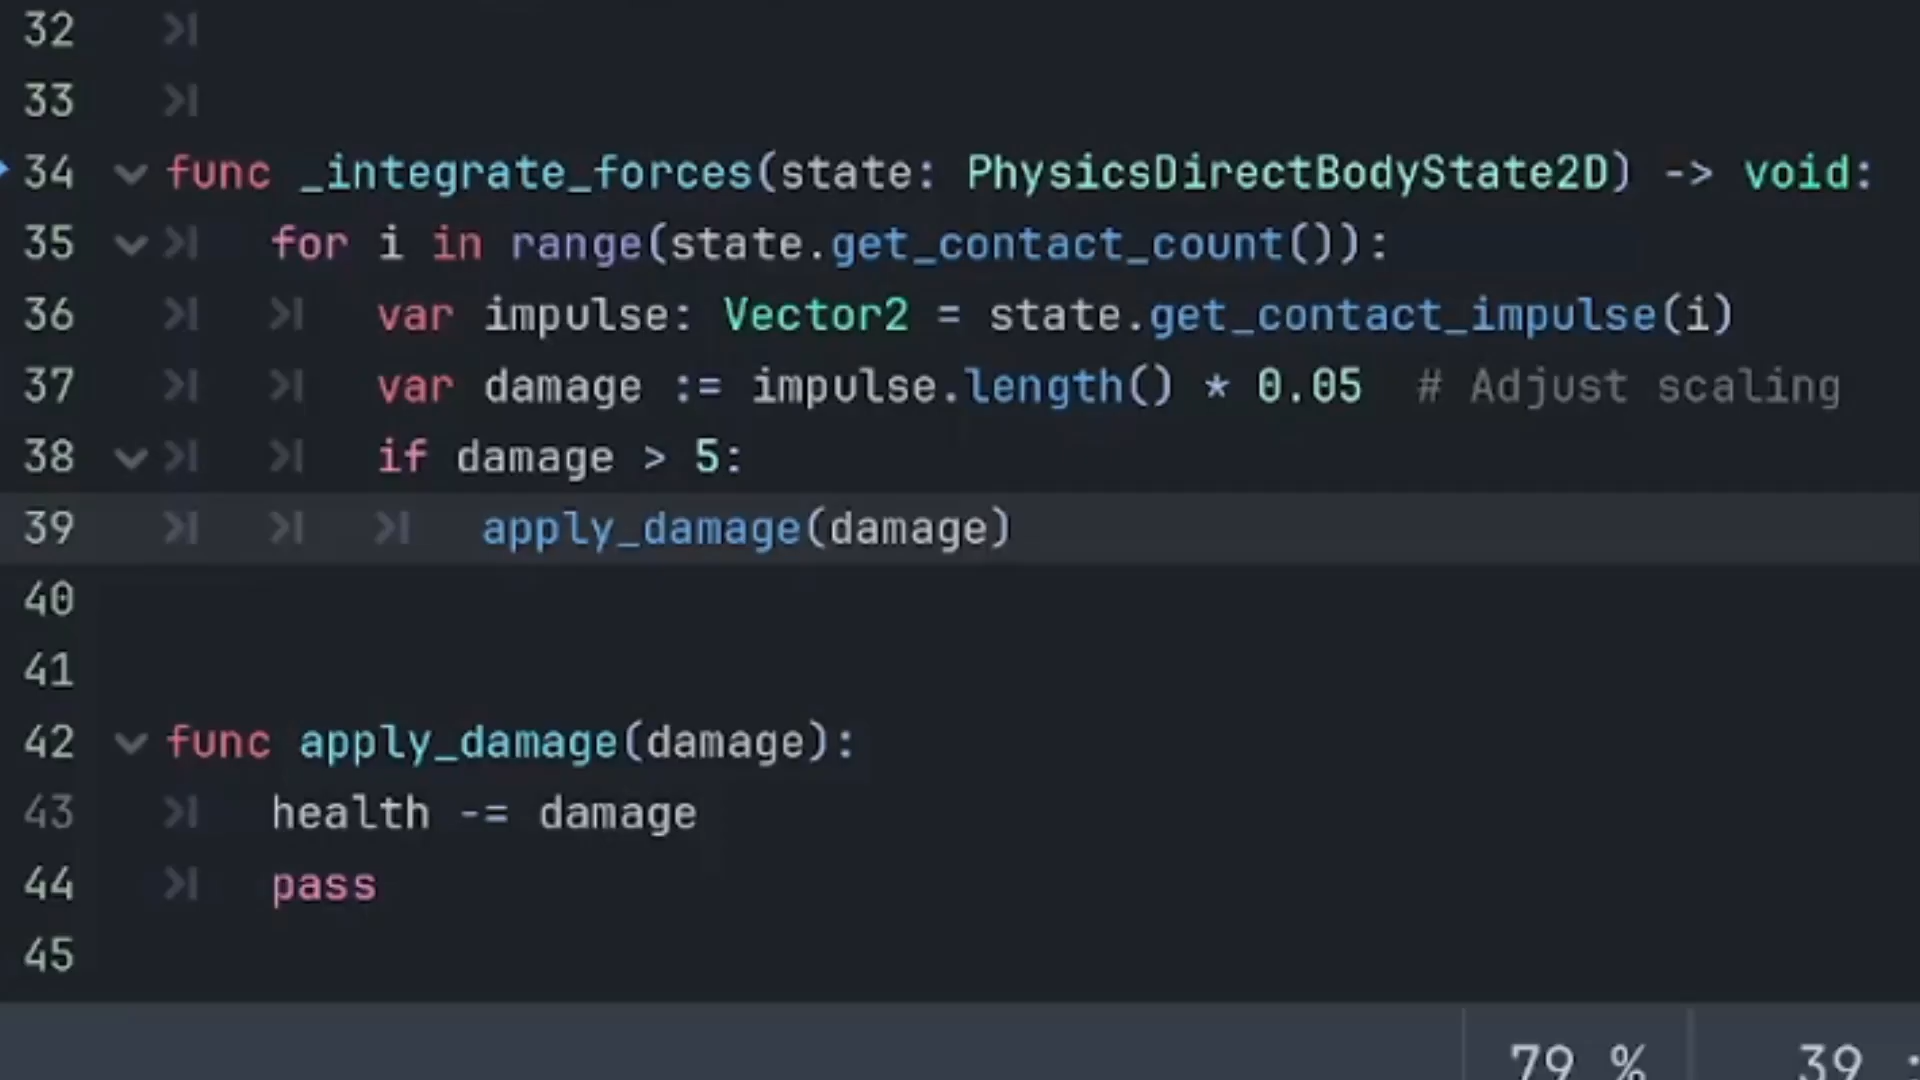 32
33
34 func _integrate_forces(state: PhysicsDirectBodyState2D) -> void:
35 for i in range(state.get_contact_count()):
36 var impulse: Vector2 = state.get_contact_impulse(i)
37 var damage := impulse.length() * 0.05  # Adjust scaling
38 if damage > 5:
39 apply_damage(damage)
40
41
42 func apply_damage(damage):
43 health -= damage
44 pass
45
79 % 39 :